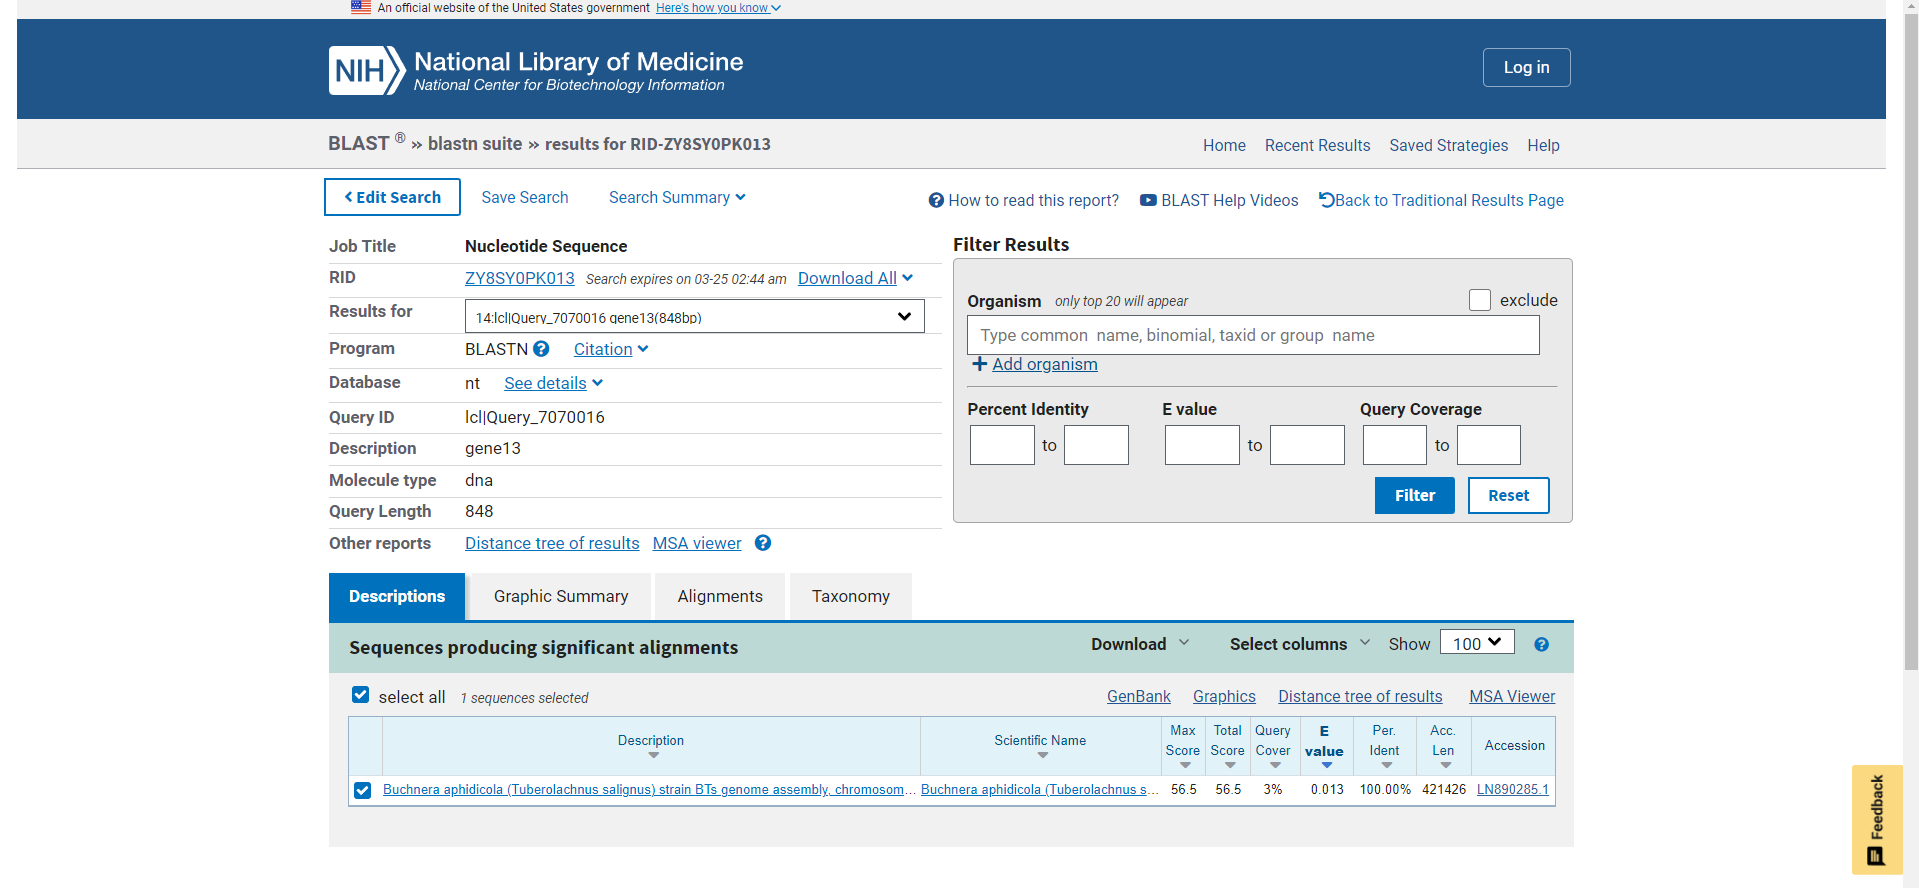 An official website of the United States government Here's how you know
NIH National Library of Medicine
National Center for Biotechnology Information
Log in
BLAST ® » blastn suite » results for RID-ZY8SY0PK013
Home Recent Results Saved Strategies Help
Edit Search Save Search Search Summary
How to read this report? BLAST Help Videos Back to Traditional Results Page
Job Title Nucleotide Sequence
RID ZY8SY0PK013 Search expires on 03-25 02:44 am Download All
Results for 14:lcl|Query_7070016 gene13(848bp)
Program BLASTN Citation
Database nt See details
Query ID lcl|Query_7070016
Description gene13
Molecule type dna
Query Length 848
Other reports Distance tree of results MSA viewer
Filter Results
Organism only top 20 will appear exclude
Type common name, binomial, taxid or group name
Add organism
Percent Identity E value Query Coverage
to to to
Filter Reset
Descriptions Graphic Summary Alignments Taxonomy
Sequences producing significant alignments Download Select columns Show 100
select all 1 sequences selected GenBank Graphics Distance tree of results MSA Viewer
Description Scientific Name Max Score Total Score Query Cover E value Per. Ident Acc. Len Accession
Buchnera aphidicola (Tuberolachnus salignus) strain BTs genome assembly, chromosom... Buchnera aphidicola (Tuberolachnus s... 56.5 56.5 3% 0.013 100.00% 421426 LN890285.1
Feedback